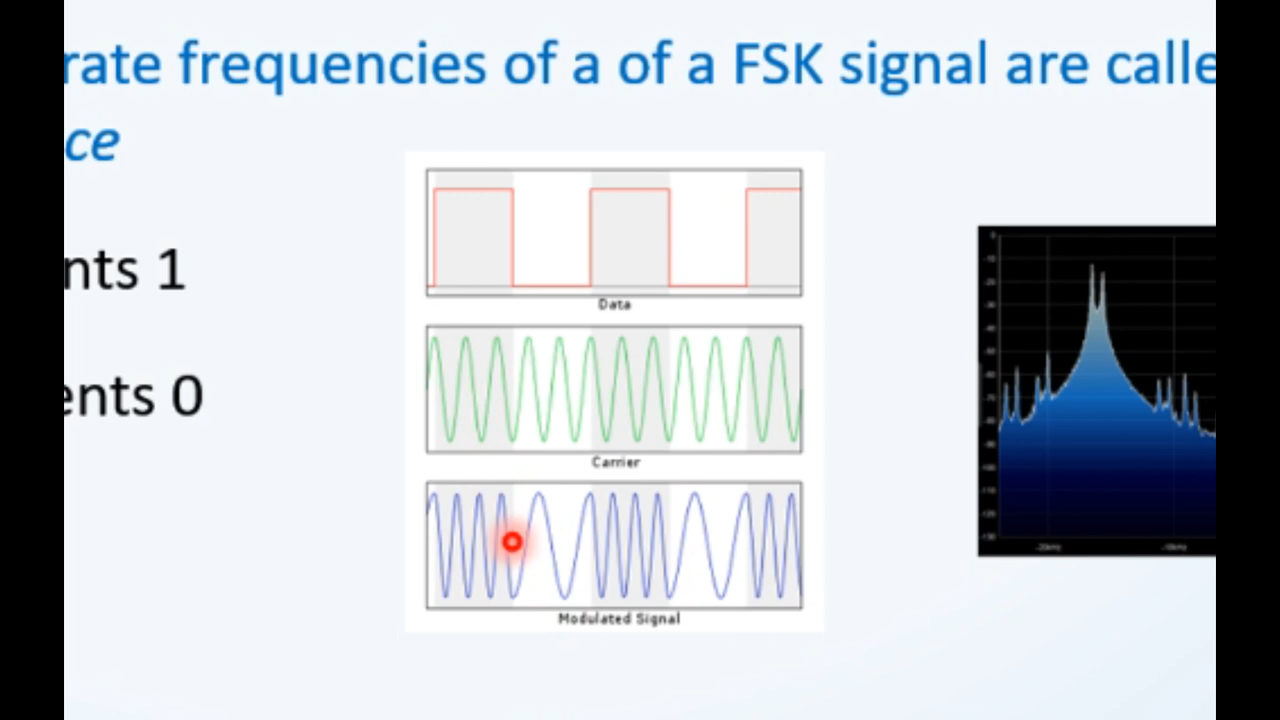 rate frequencies of a of a FSK signal are calle
ce
nts 1
ents 0
Data
Carrier
Modulated Signal